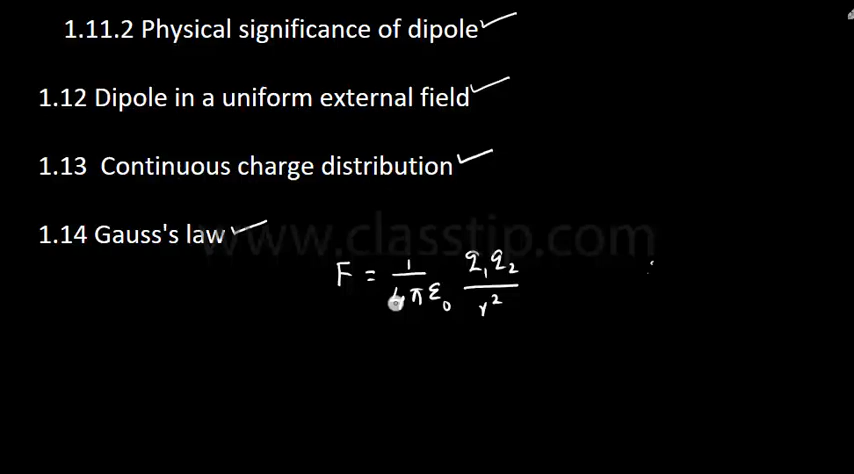 1.11.2 Physical significance of dipole
1.12 Dipole in a uniform external field
1.13 Continuous charge distribution
1.14 Gauss's law
www.classtip.com
F = 1/4πε₀ q₁q₂/r²